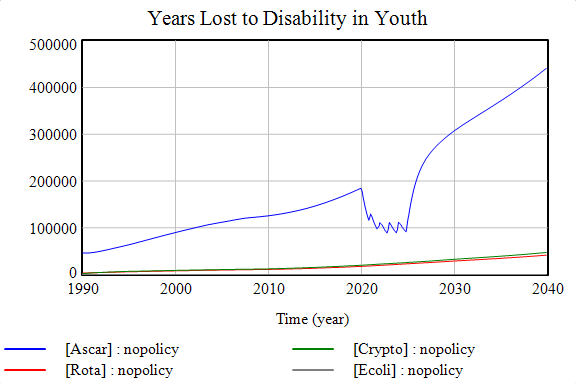 Years Lost to Disability in Youth
500000
400000
300000
200000
100000
0
1990 2000 2010 2020 2030 2040
Time (year)
[Ascar] : nopolicy [Crypto] : nopolicy
[Rota] : nopolicy [Ecoli] : nopolicy